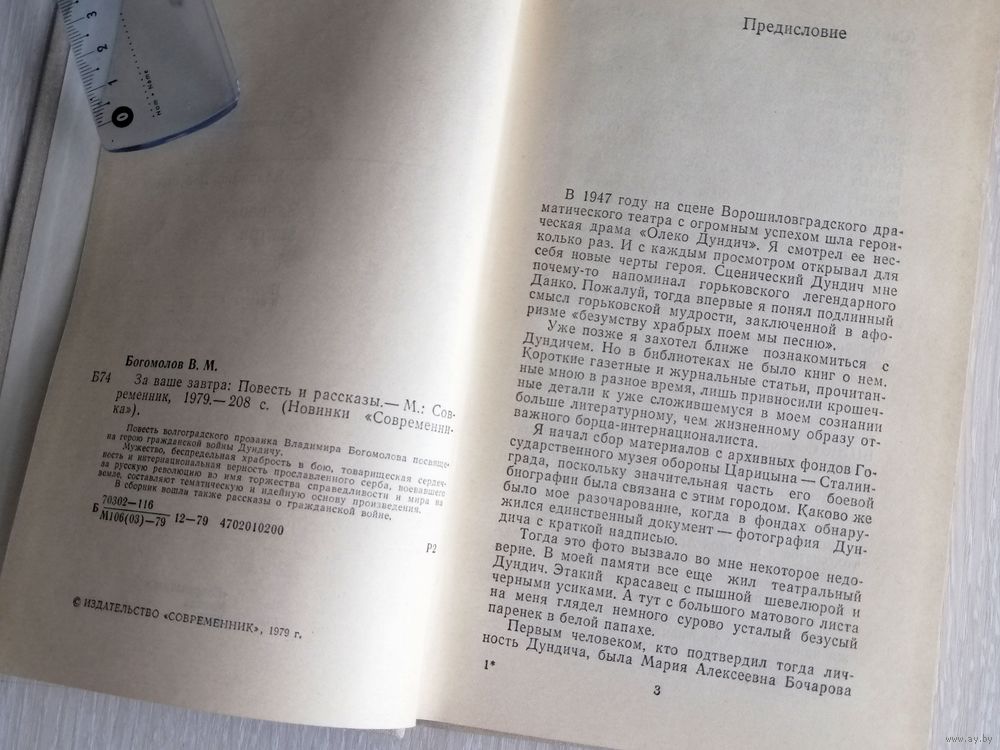 3
2
1
0
Nom • Name
Богомолов В. М.
Б74
За ваше завтра: Повесть и рассказы.— М.: Сов-
ременник, 1979.— 208 с. (Новинки «Современни-
ка»).
Повесть волгоградского прозаика Владимира Богомолова посвяще-
на герою гражданской войны Дундичу.
Мужество, беспредельная храбрость в бою, товарищеская сердеч-
ность и интернациональная верность прославленного серба, воевавшего
за русскую революцию во имя торжества справедливости и мира на
земле, составляют тематическую и идейную основу произведения.
В сборник вошли также рассказы о гражданской войне.
Б 70302—116
М106(03)—79 12—79 4702010200
Р2
© ИЗДАТЕЛЬСТВО «СОВРЕМЕННИК», 1979 г.
Предисловие
В 1947 году на сцене Ворошиловградского дра-
матического театра с огромным успехом шла герои-
ческая драма «Олеко Дундич». Я смотрел ее нес-
колько раз. И с каждым просмотром открывал для
себя новые черты героя. Сценический Дундич мне
почему-то напоминал горьковского легендарного
Данко. Пожалуй, тогда впервые я понял подлинный
смысл горьковской мудрости, заключенной в афо-
ризме «безумству храбрых поем мы песню».
Уже позже я захотел ближе познакомиться с
Дундичем. Но в библиотеках не было книг о нем.
Короткие газетные и журнальные статьи, прочитан-
ные мною в разное время, лишь привносили крошеч-
ные детали к уже сложившемуся в моем сознании
больше литературному, чем жизненному образу от-
важного борца-интернационалиста.
Я начал сбор материалов с архивных фондов Го-
сударственного музея обороны Царицына — Сталин-
града, поскольку значительная часть его боевой
биографии была связана с этим городом. Каково же
было мое разочарование, когда в фондах обнару-
жился единственный документ — фотография Дун-
дича с краткой надписью.
Тогда это фото вызвало во мне некоторое недо-
верие. В моей памяти все еще жил театральный
Дундич. Этакий красавец с пышной шевелюрой и
черными усиками. А тут с большого матового листа
на меня глядел немного сурово усталый безусый
паренек в белой папахе.
Первым человеком, кто подтвердил тогда лич-
ность Дундича, была Мария Алексеевна Бочарова
1*
3
www.ay.by